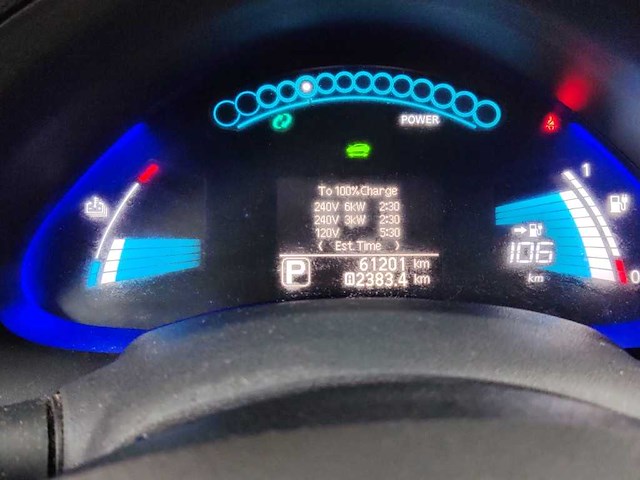 POWER
To 100% Charge
240V 6kW 2:30
240V 3kW 2:30
120V 5:30
( Est.Time )
P 61201 km
2383.4 km
1
106
km
0